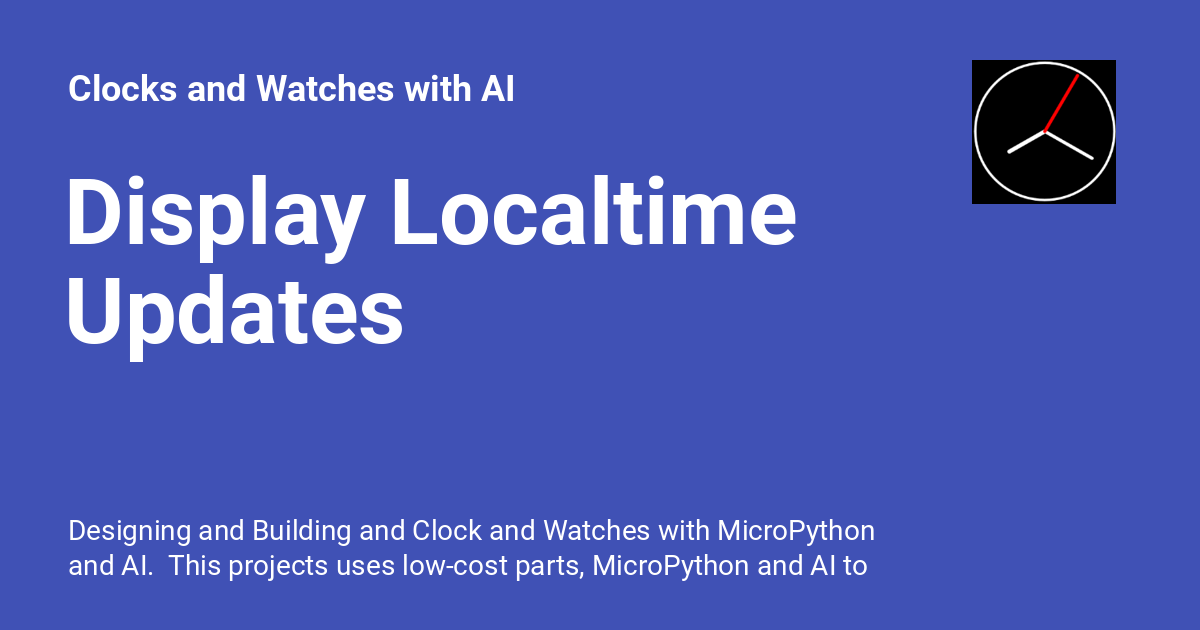 Clocks and Watches with AI
Display Localtime
Updates
Designing and Building and Clock and Watches with MicroPython
and AI.  This projects uses low-cost parts, MicroPython and AI to